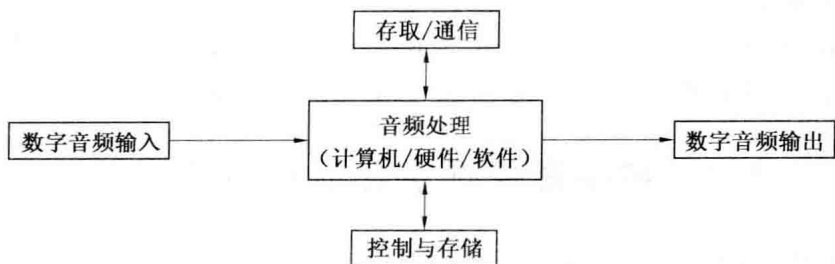 存取/通信
数字音频输入
音频处理
(计算机/硬件/软件)
数字音频输出
控制与存储